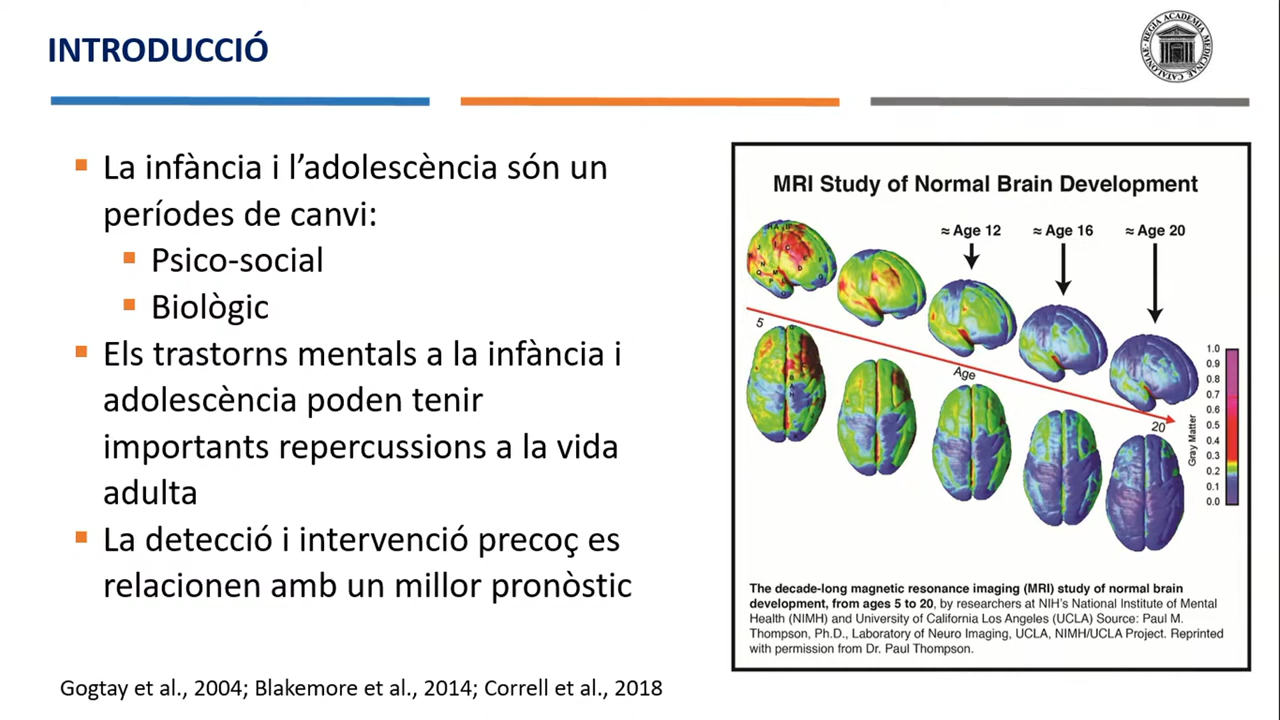 INTRODUCCIÓ
REGIA ACADEMIA MEDICINAE CATALONIAE
La infància i l’adolescència són un
períodes de canvi:
Psico-social
Biològic
Els trastorns mentals a la infància i
adolescència poden tenir
importants repercussions a la vida
adulta
La detecció i intervenció precoç es
relacionen amb un millor pronòstic
Gogtay et al., 2004; Blakemore et al., 2014; Correll et al., 2018
MRI Study of Normal Brain Development
≈ Age 12
≈ Age 16
≈ Age 20
5
Age
20
Gray Matter
1.0
0.9
0.8
0.7
0.6
0.5
0.4
0.3
0.2
0.1
0.0
The decade-long magnetic resonance imaging (MRI) study of normal brain
development, from ages 5 to 20, by researchers at NIH’s National Institute of Mental
Health (NIMH) and University of California Los Angeles (UCLA) Source: Paul M.
Thompson, Ph.D., Laboratory of Neuro Imaging, UCLA, NIMH/UCLA Project. Reprinted
with permission from Dr. Paul Thompson.